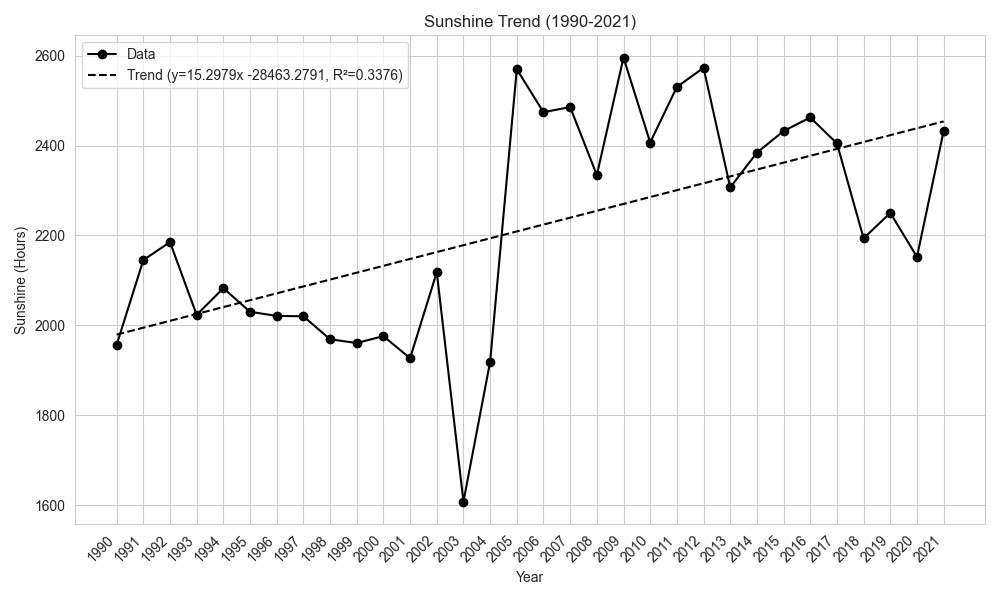 Sunshine Trend (1990-2021)
Data
Trend (y=15.2979x -28463.2791, R²=0.3376)
Sunshine (Hours)
2600
2400
2200
2000
1800
1600
1990 1991 1992 1993 1994 1995 1996 1997 1998 1999 2000 2001 2002 2003 2004 2005 2006 2007 2008 2009 2010 2011 2012 2013 2014 2015 2016 2017 2018 2019 2020 2021
Year